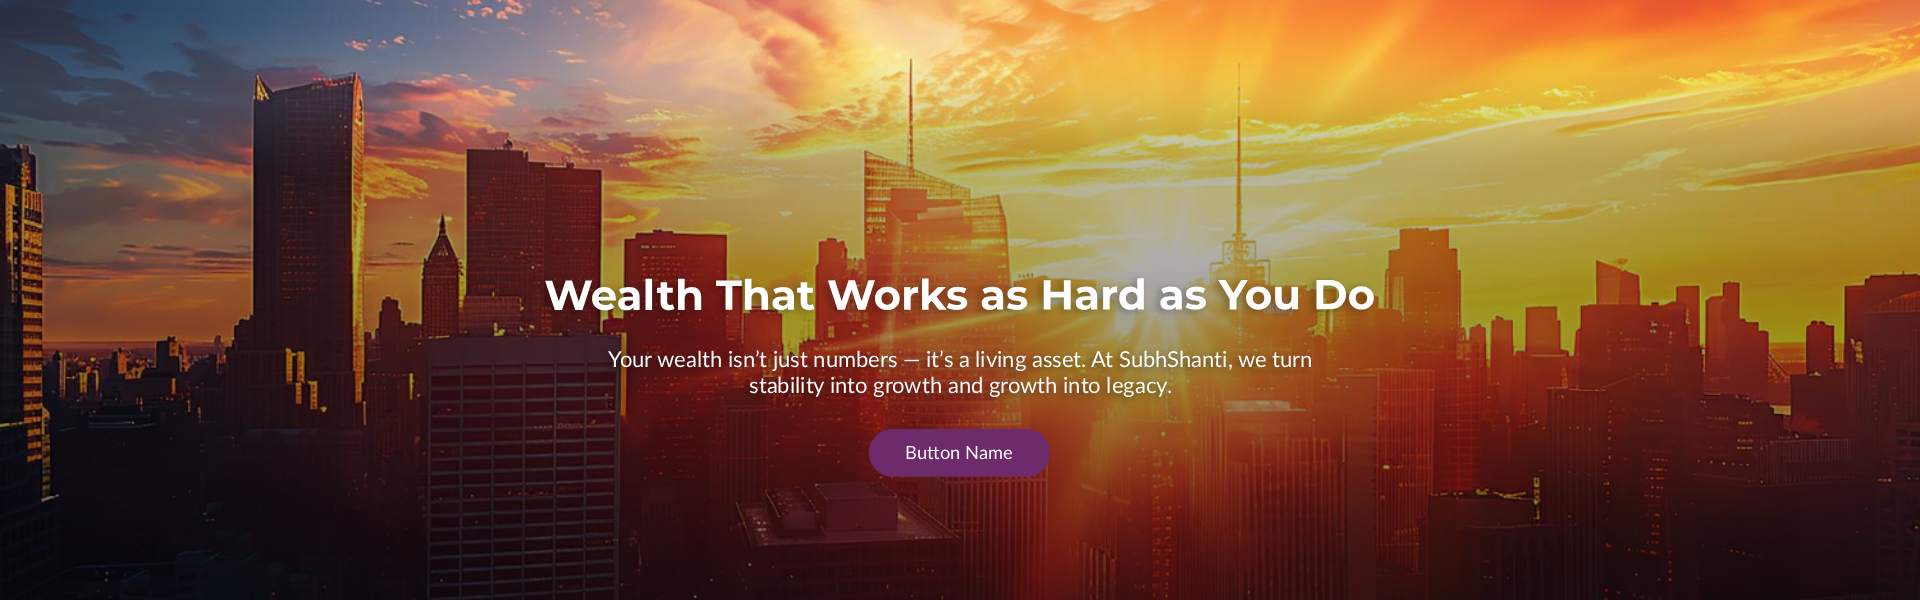 Wealth That Works as Hard as You Do
Your wealth isn’t just numbers — it’s a living asset. At SubhShanti, we turn
stability into growth and growth into legacy.
Button Name